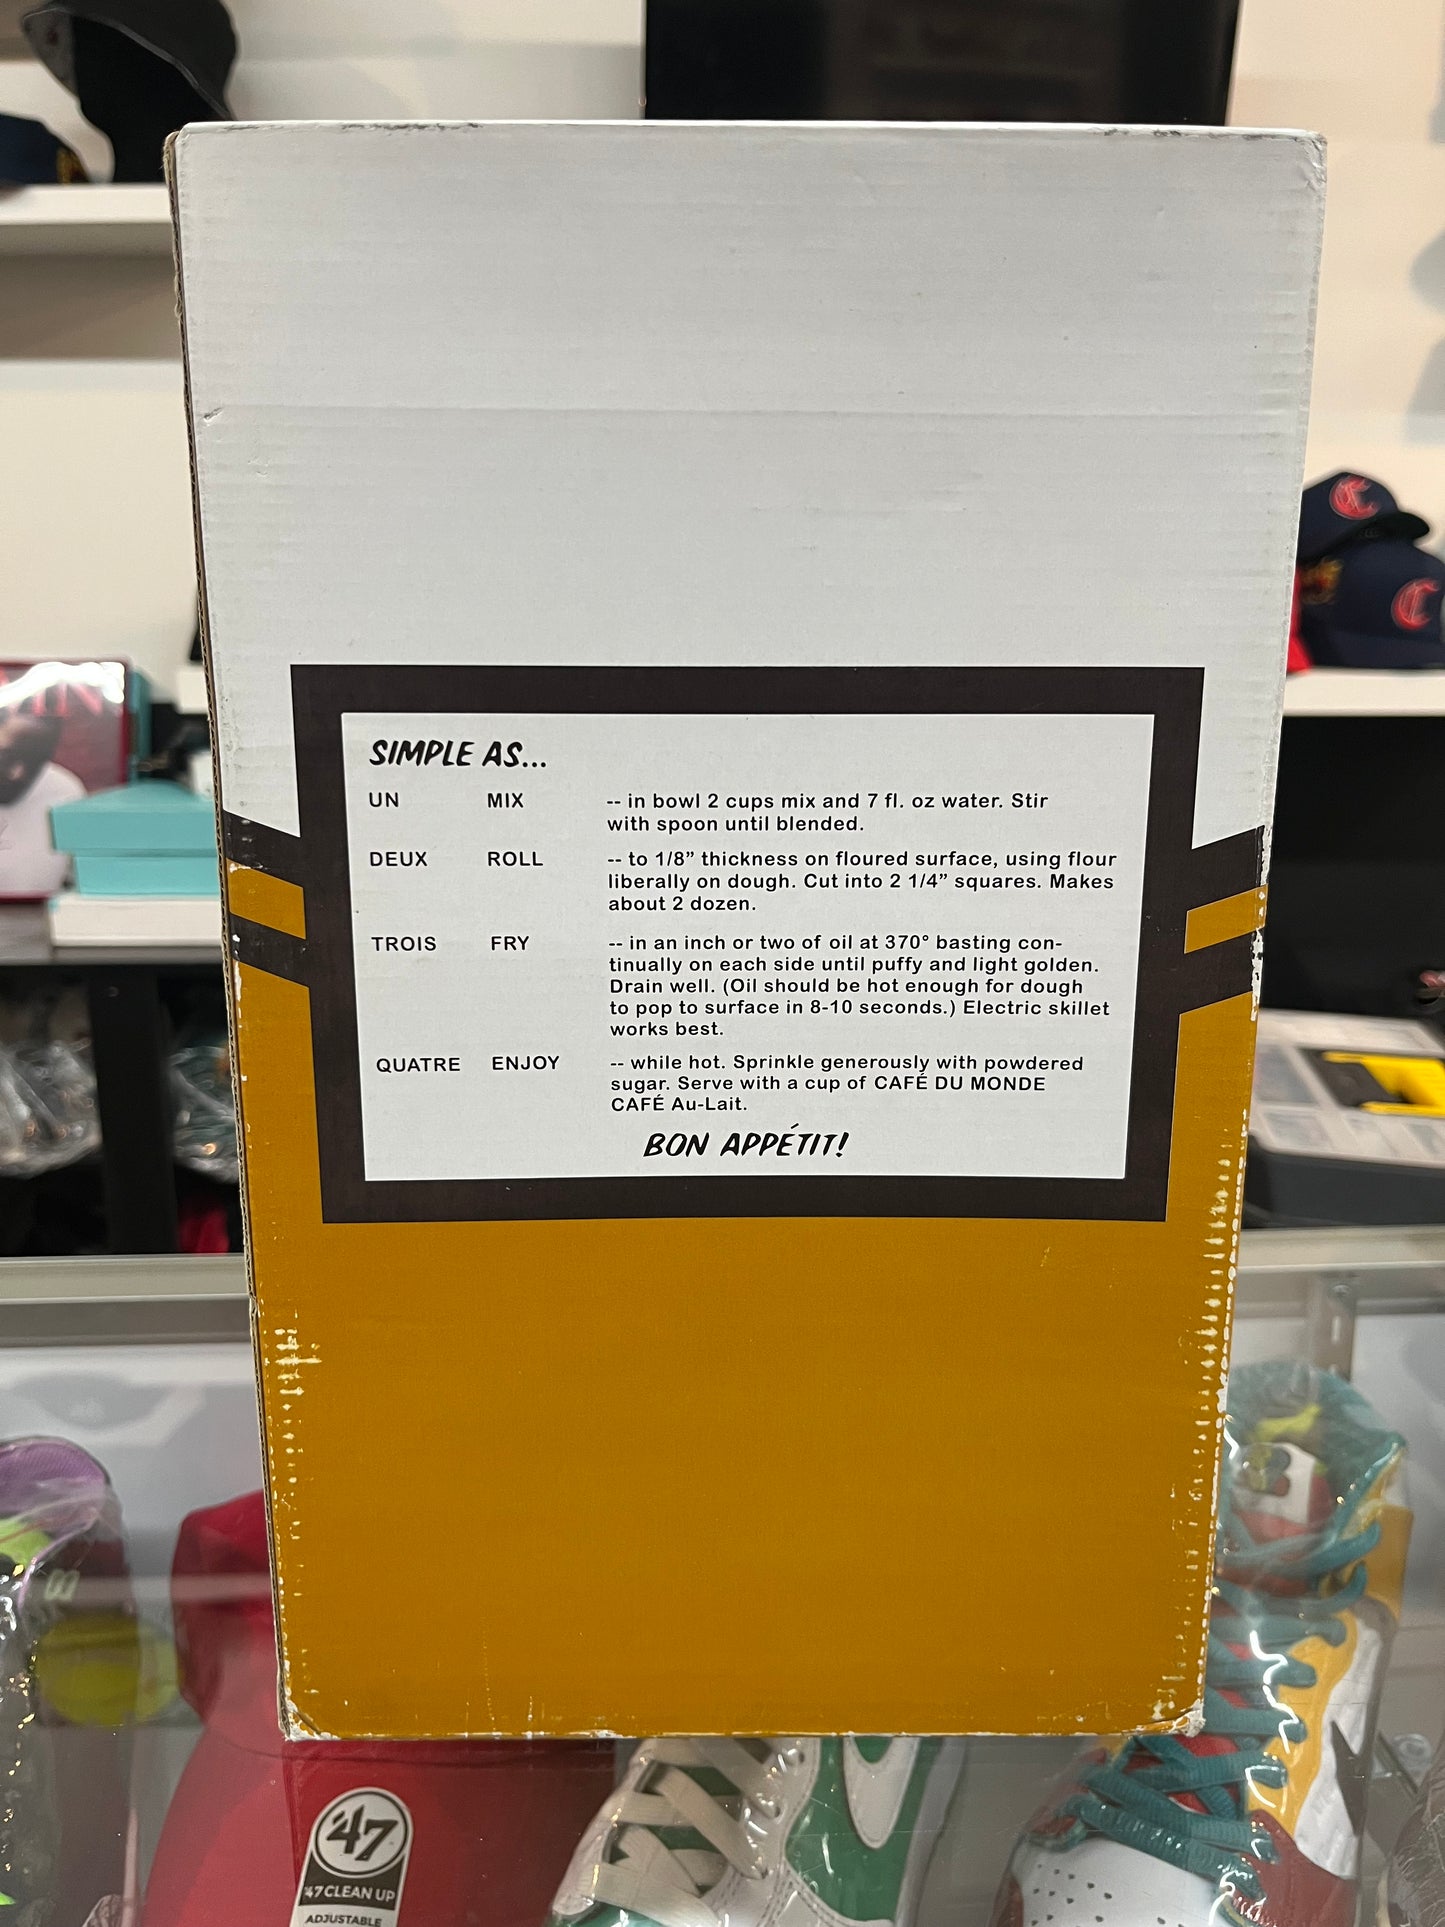 SIMPLE AS...
UN MIX -- in bowl 2 cups mix and 7 fl. oz water. Stir
with spoon until blended.
DEUX ROLL -- to 1/8” thickness on floured surface, using flour
liberally on dough. Cut into 2 1/4” squares. Makes
about 2 dozen.
TROIS FRY -- in an inch or two of oil at 370° basting con-
tinually on each side until puffy and light golden.
Drain well. (Oil should be hot enough for dough
to pop to surface in 8-10 seconds.) Electric skillet
works best.
QUATRE ENJOY -- while hot. Sprinkle generously with powdered
sugar. Serve with a cup of CAFÉ DU MONDE
CAFÉ Au-Lait.
BON APPÉTIT!
'47
'47 CLEAN UP
ADJUSTABLE